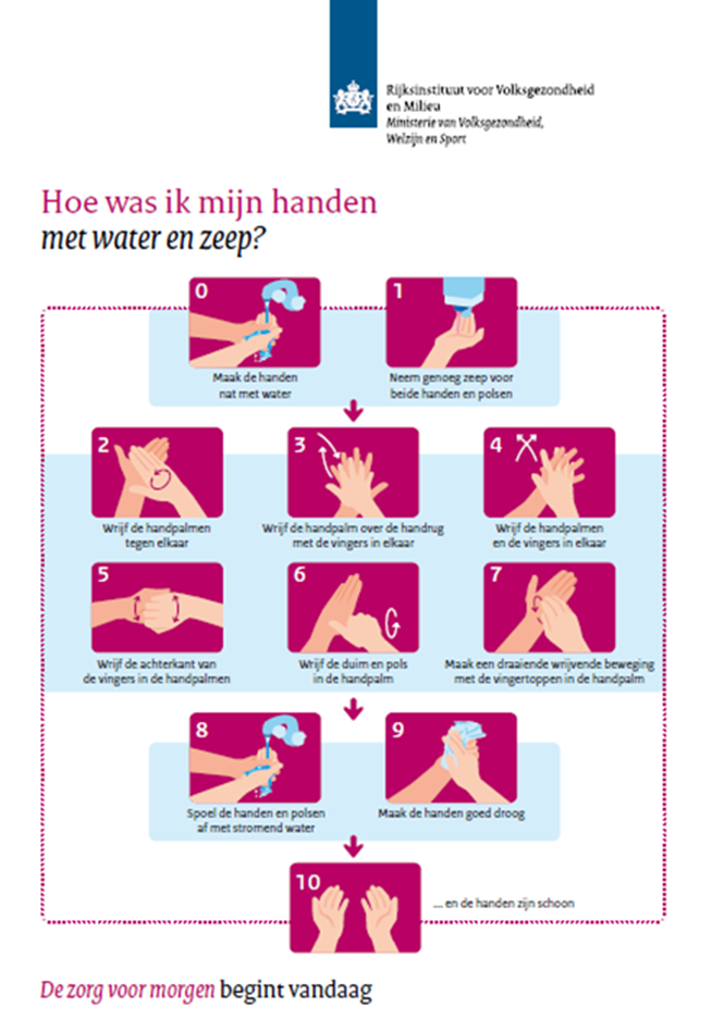 Rijksinstituut voor Volksgezondheid
en Milieu
Ministerie van Volksgezondheid,
Welzijn en Sport
Hoe was ik mijn handen
met water en zeep?
0
Maak de handen
nat met water
1
Neem genoeg zeep voor
beide handen en polsen
2
Wrijf de handpalmen
tegen elkaar
3
Wrijf de handpalm over de handrug
met de vingers in elkaar
4
Wrijf de handpalmen
en de vingers in elkaar
5
Wrijf de achterkant van
de vingers in de handpalmen
6
Wrijf de duim en pols
in de handpalm
7
Maak een draaiende wrijvende beweging
met de vingertoppen in de handpalm
8
Spoel de handen en polsen
af met stromend water
9
Maak de handen goed droog
10
... en de handen zijn schoon
De zorg voor morgen begint vandaag